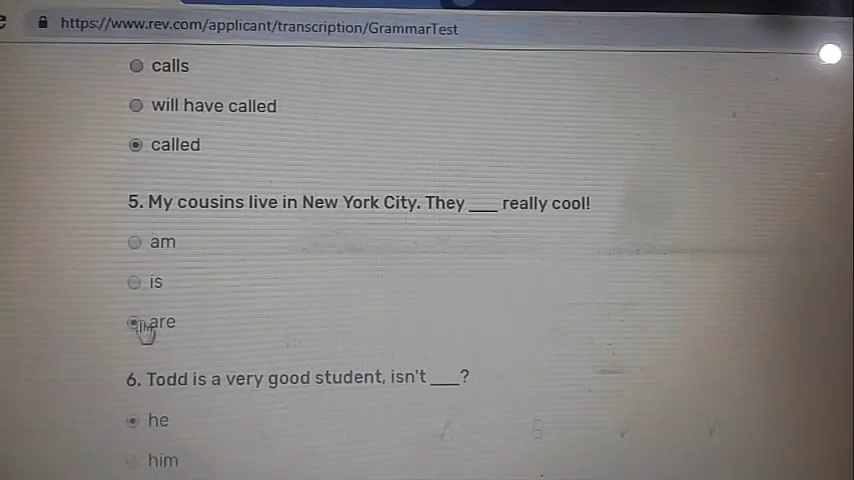 https://www.rev.com/applicant/transcription/GrammarTest
calls
will have called
called
5. My cousins live in New York City. They ___ really cool!
am
is
are
6. Todd is a very good student, isn't ___?
he
him